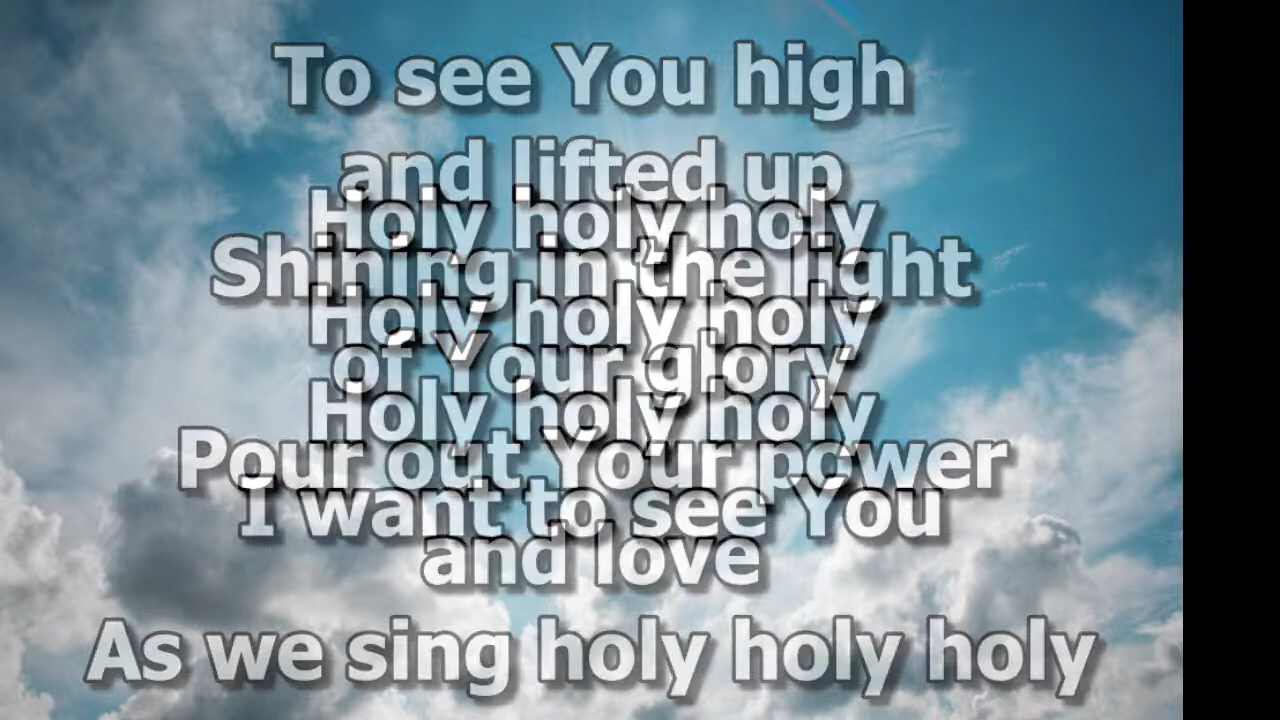 To see You high
and lifted up
Holy holy holy
Shining in the light
Holy holy holy
of Your glory
Holy holy holy
Pour out Your power
I want to see You
and love
As we sing holy holy holy